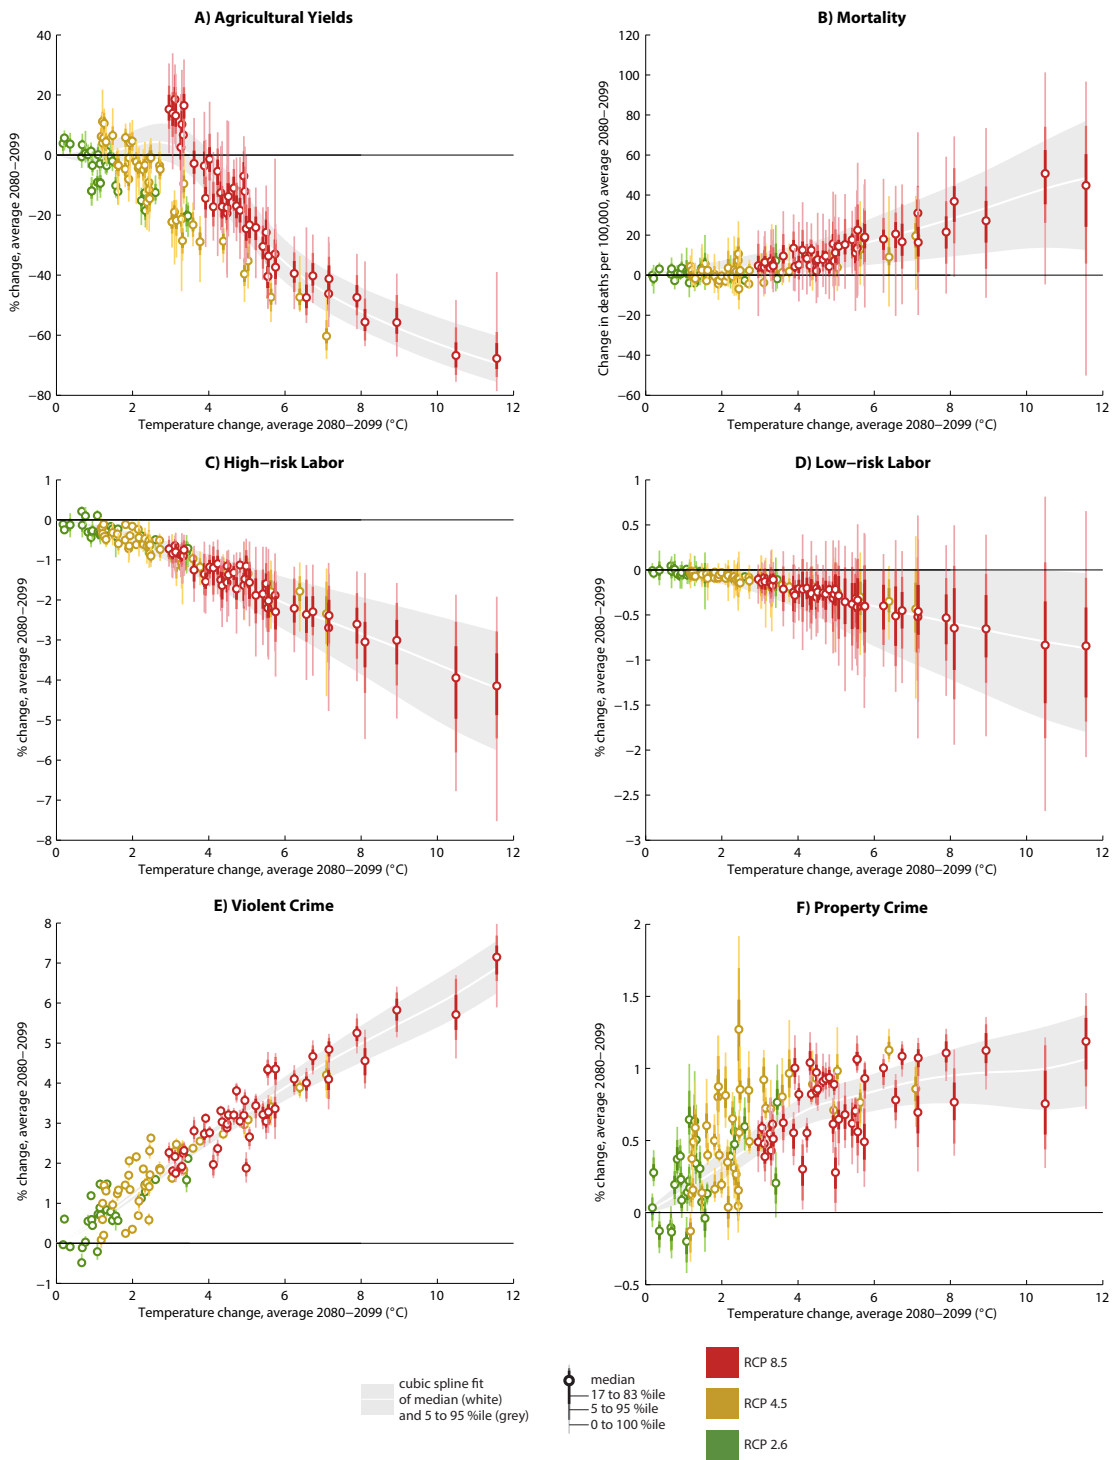 A) Agricultural Yields
40
20
0
−20
−40
−60
−80
% change, average 2080−2099
0 2 4 6 8 10 12
Temperature change, average 2080−2099 (°C)
B) Mortality
120
100
80
60
40
20
0
−20
−40
−60
Change in deaths per 100,000, average 2080−2099
0 2 4 6 8 10 12
Temperature change, average 2080−2099 (°C)
C) High−risk Labor
1
0
−1
−2
−3
−4
−5
−6
−7
−8
% change, average 2080−2099
0 2 4 6 8 10 12
Temperature change, average 2080−2099 (°C)
D) Low−risk Labor
1
0.5
0
−0.5
−1
−1.5
−2
−2.5
−3
% change, average 2080−2099
0 2 4 6 8 10 12
Temperature change, average 2080−2099 (°C)
E) Violent Crime
8
7
6
5
4
3
2
1
0
−1
% change, average 2080−2099
0 2 4 6 8 10 12
Temperature change, average 2080−2099 (°C)
F) Property Crime
2
1.5
1
0.5
0
−0.5
% change, average 2080−2099
0 2 4 6 8 10 12
Temperature change, average 2080−2099 (°C)
cubic spline fit
of median (white)
and 5 to 95 %ile (grey)
median
17 to 83 %ile
5 to 95 %ile
0 to 100 %ile
RCP 8.5
RCP 4.5
RCP 2.6